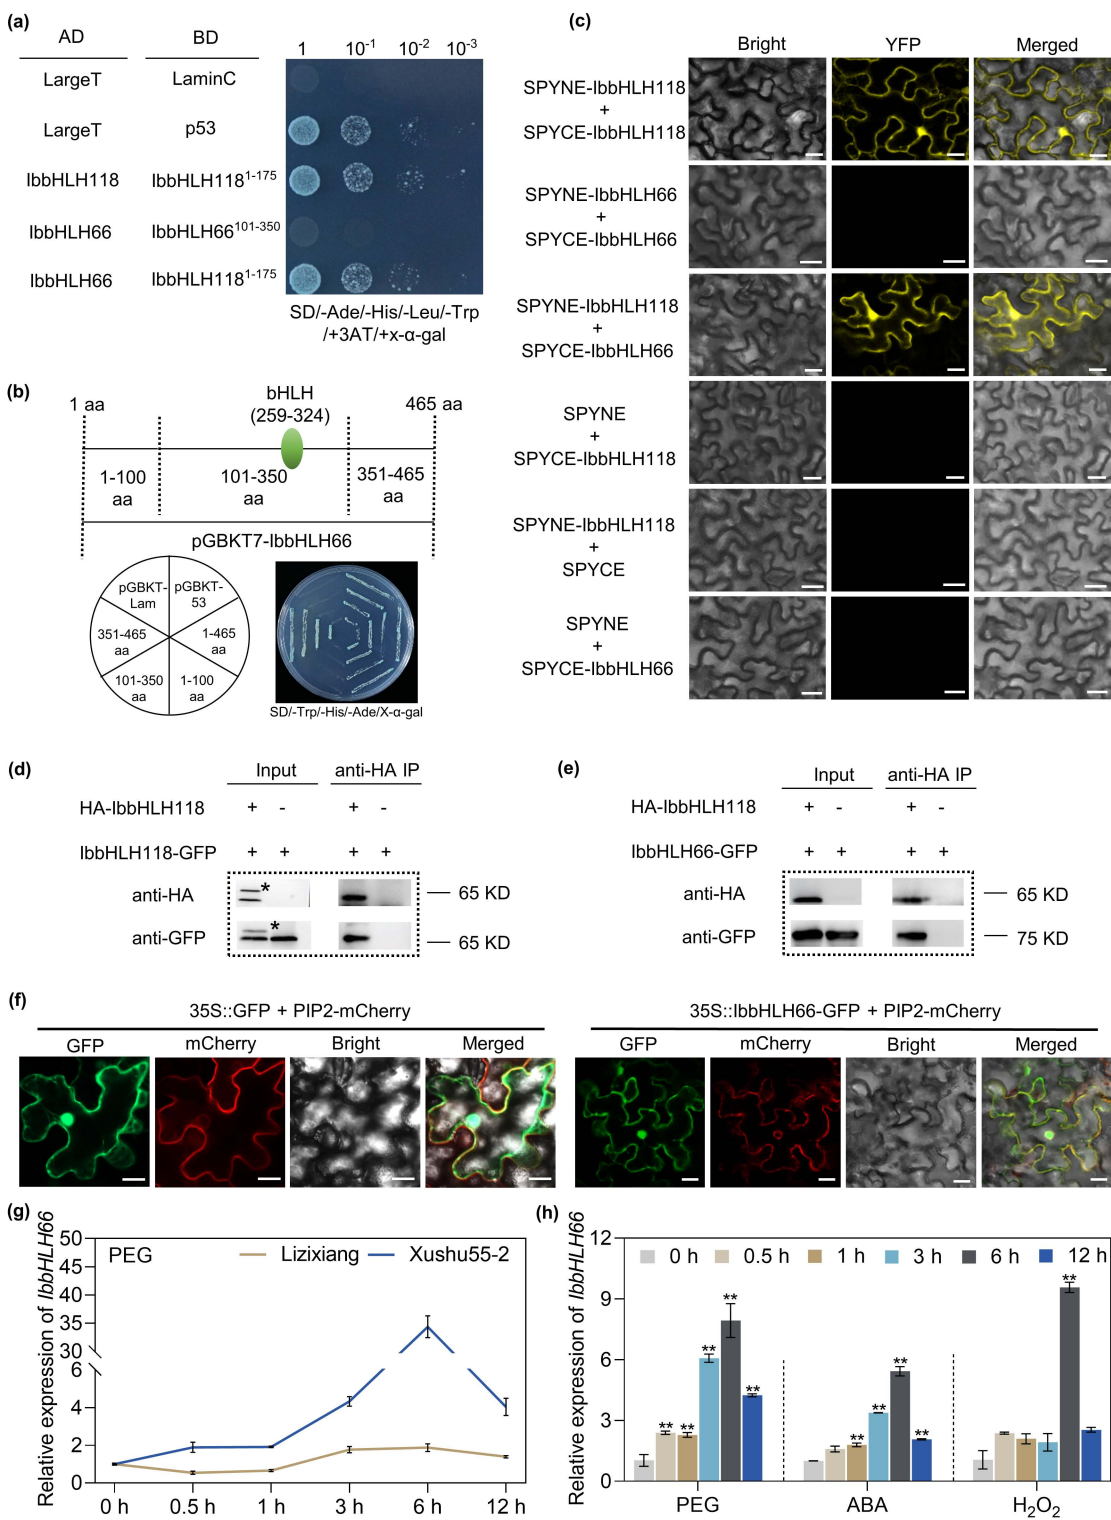 (a)
AD BD 1 10-1 10-2 10-3
LargeT LaminC
LargeT p53
IbbHLH118 IbbHLH1181-175
IbbHLH66 IbbHLH66101-350
IbbHLH66 IbbHLH1181-175
SD/-Ade/-His/-Leu/-Trp
/+3AT/+x-α-gal
(b)
1 aa bHLH 465 aa
(259-324)
1-100 101-350 351-465
aa aa aa
pGBKT7-IbbHLH66
pGBKT- pGBKT-
Lam 53
351-465 1-465
aa aa
101-350 1-100
aa aa
SD/-Trp/-His/-Ade/X-α-gal
(c)
Bright YFP Merged
SPYNE-IbbHLH118
+
SPYCE-IbbHLH118
SPYNE-IbbHLH66
+
SPYCE-IbbHLH66
SPYNE-IbbHLH118
+
SPYCE-IbbHLH66
SPYNE
+
SPYCE-IbbHLH118
SPYNE-IbbHLH118
+
SPYCE
SPYNE
+
SPYCE-IbbHLH66
(d)
Input anti-HA IP
HA-IbbHLH118 + - + -
IbbHLH118-GFP + + + +
anti-HA * 65 KD
anti-GFP * 65 KD
(e)
Input anti-HA IP
HA-IbbHLH118 + - + -
IbbHLH66-GFP + + + +
anti-HA 65 KD
anti-GFP 75 KD
(f)
35S::GFP + PIP2-mCherry
GFP mCherry Bright Merged
35S::IbbHLH66-GFP + PIP2-mCherry
GFP mCherry Bright Merged
(g)
Relative expression of IbbHLH66
PEG Lizixiang Xushu55-2
50
45
40
35
30
6
4
2
0
0 h 0.5 h 1 h 3 h 6 h 12 h
(h)
Relative expression of IbbHLH66
0 h 0.5 h 1 h 3 h 6 h 12 h
12
9
6
3
0
** ** ** ** **
** ** ** **
**
PEG ABA H2O2